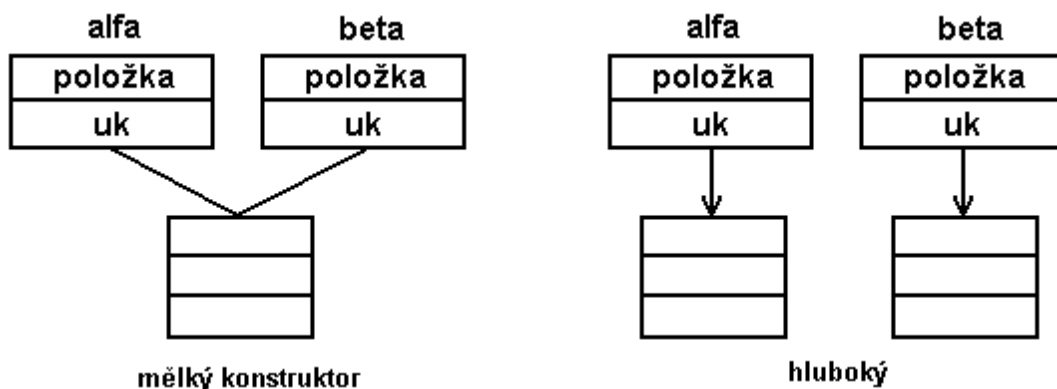 alfa beta
položka položka
uk uk
mělký konstruktor
alfa beta
položka položka
uk uk
hluboký